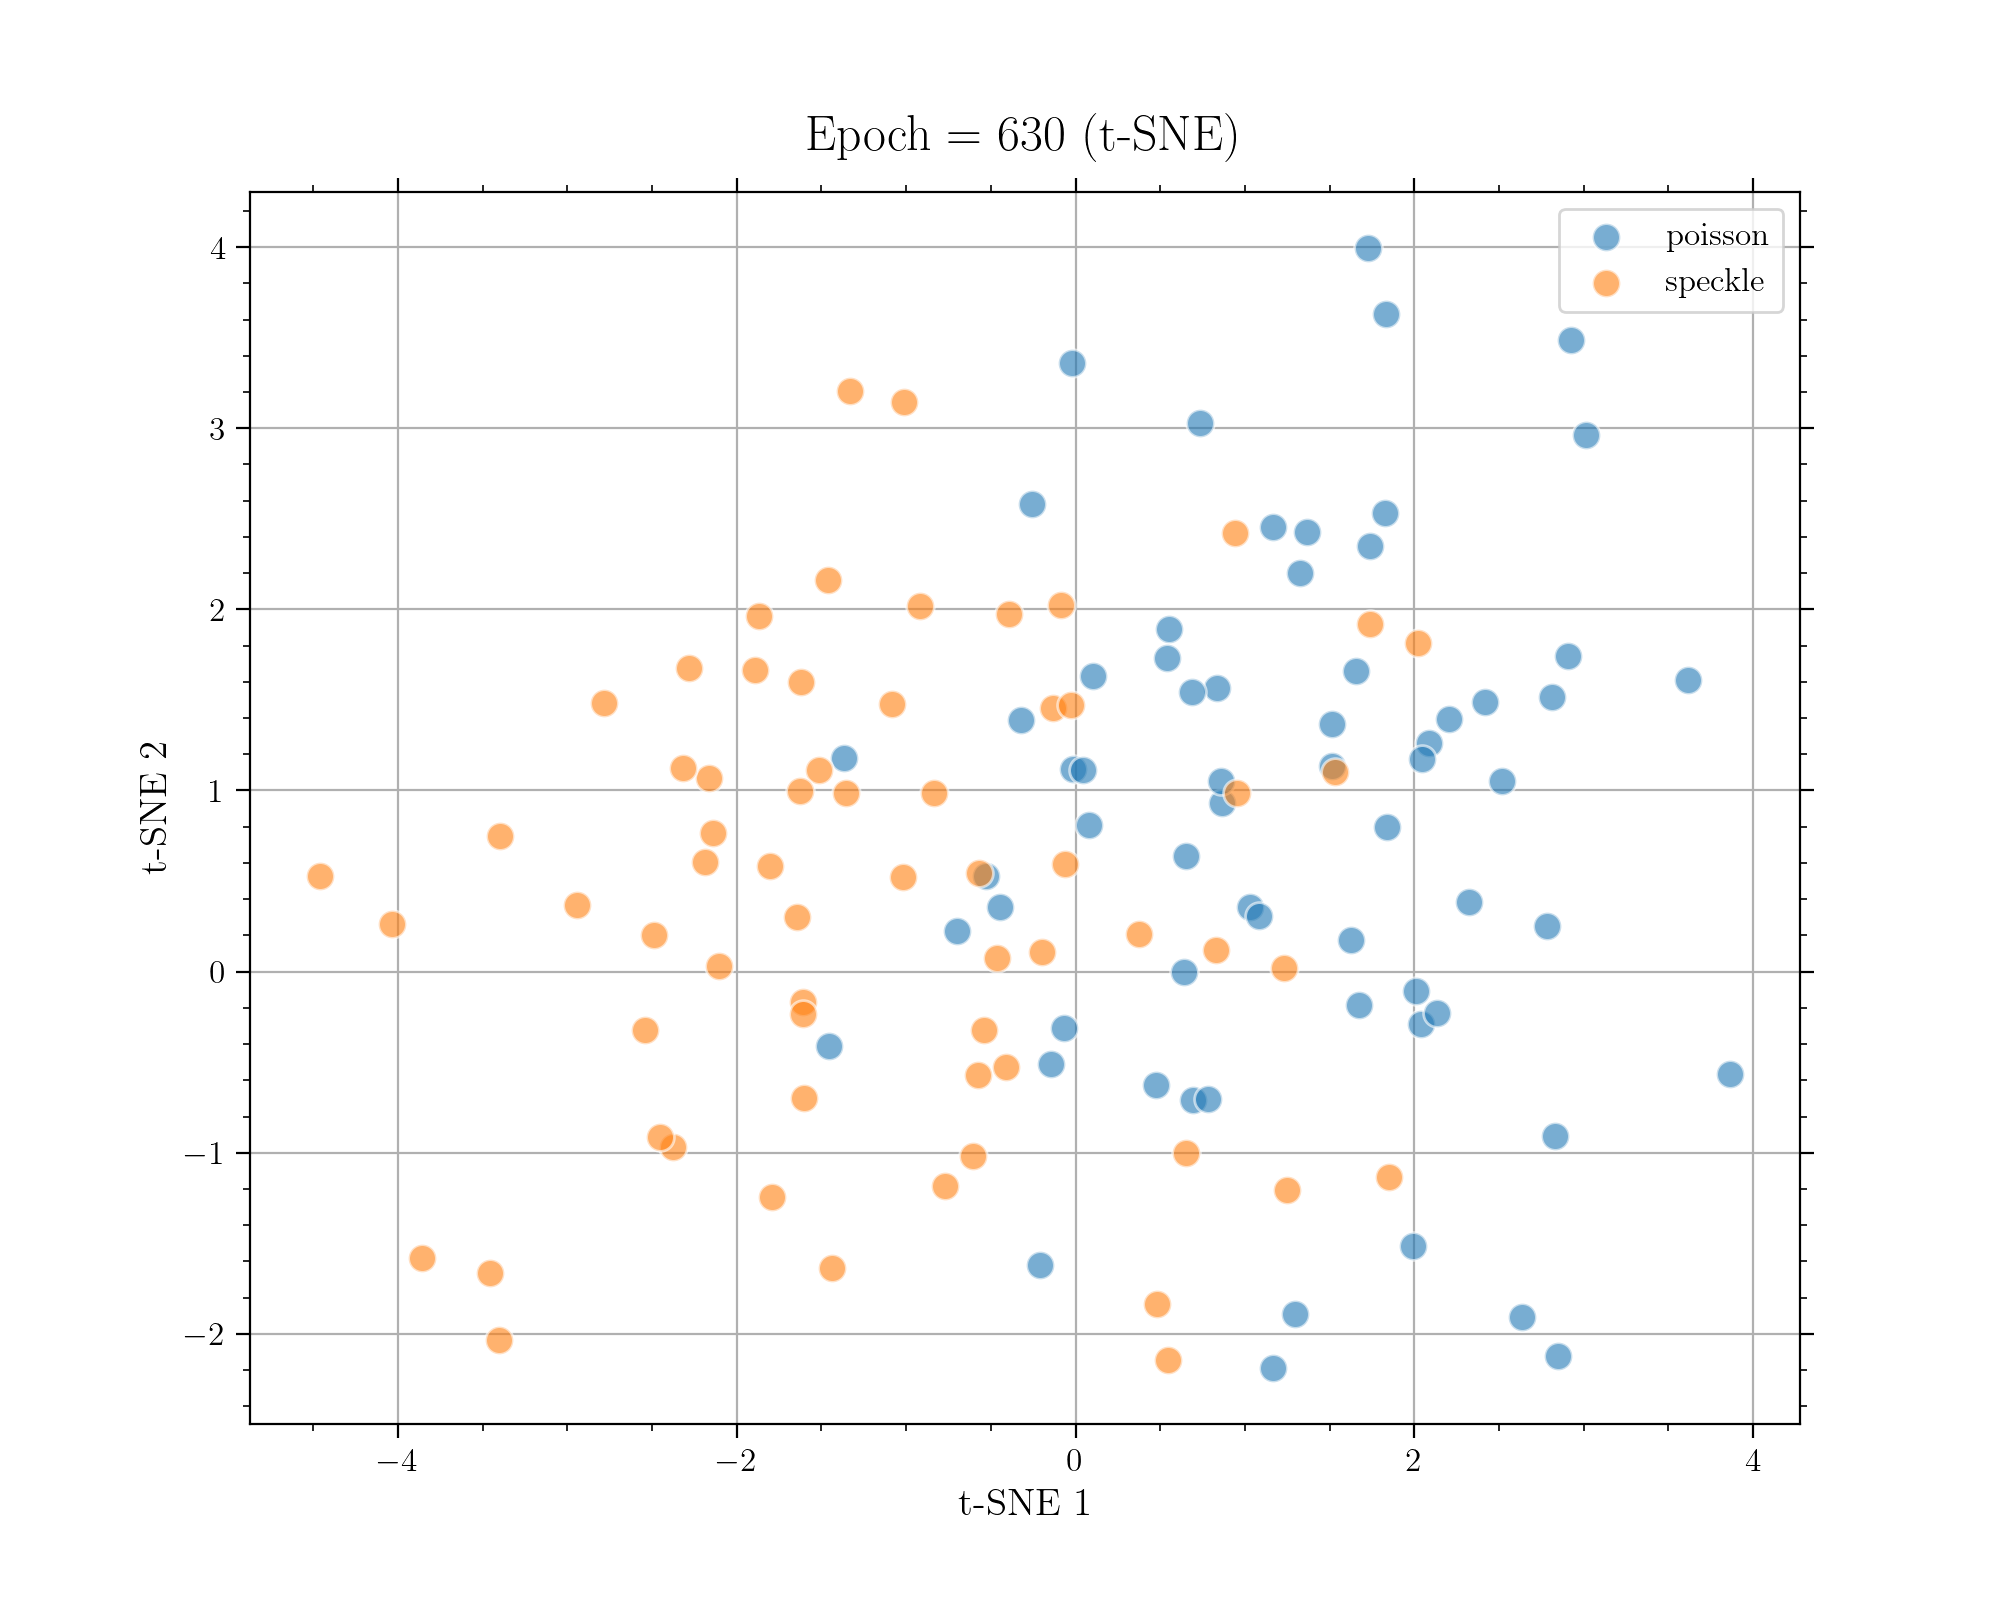 Epoch = 630 (t-SNE)
poisson
speckle
4
3
2
1
0
−1
−2
t-SNE 2
−4
−2
0
2
4
t-SNE 1